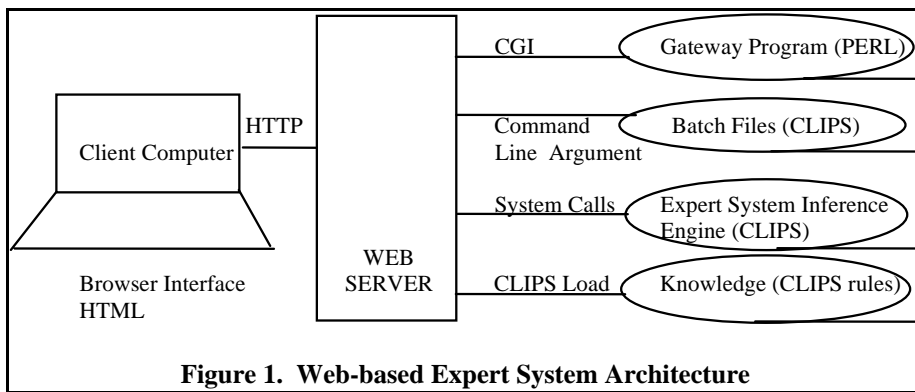 CGI
Gateway Program (PERL)
HTTP
Client Computer
Command
Line Argument
Batch Files (CLIPS)
System Calls
Expert System Inference
Engine (CLIPS)
WEB
SERVER
Browser Interface
HTML
CLIPS Load
Knowledge (CLIPS rules)
Figure 1. Web-based Expert System Architecture